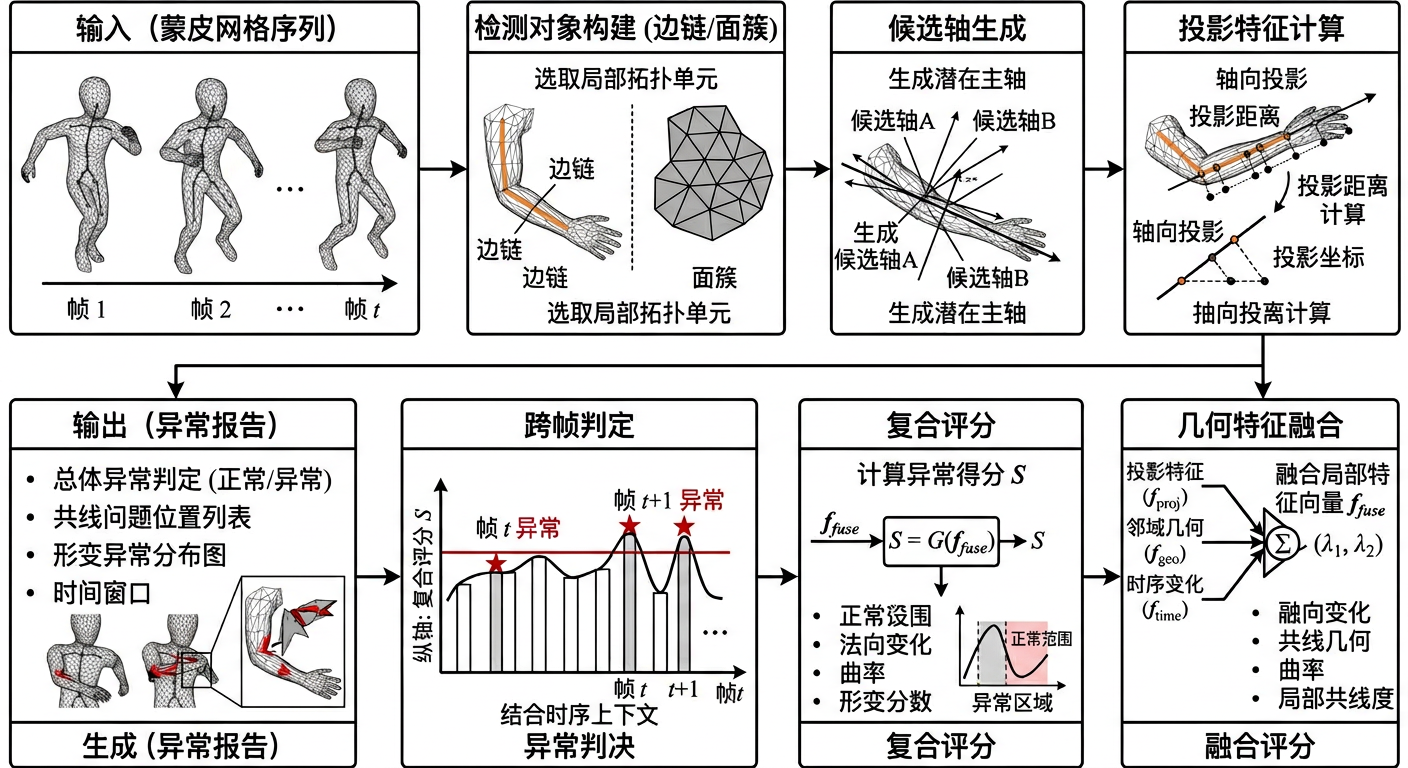 输入（蒙皮网格序列）
...
帧 1
帧 2
...
帧 t
检测对象构建 (边链/面簇)
选取局部拓扑单元
边链
边链
边链
面簇
选取局部拓扑单元
候选轴生成
生成潜在主轴
候选轴A
候选轴B
生成
候选轴A
候选轴B
生成潜在主轴
投影特征计算
轴向投影
投影距离
投影距离
计算
轴向投影
投影坐标
抽向投离计算
输出（异常报告）
• 总体异常判定 (正常/异常)
• 共线问题位置列表
• 形变异常分布图
• 时间窗口
生成 (异常报告)
跨帧判定
纵轴: 复合评分 S
帧 t 异常
帧 t+1 异常
...
帧 t
t+1
帧t
结合时序上下文
异常判决
复合评分
计算异常得分 S
f_fuse
S = G(f_fuse)
S
• 正常范围
• 法向变化
• 曲率
• 形变分数
正常范围
异常区域
复合评分
几何特征融合
投影特征
(f_proj)
邻域几何
(f_geo)
时序变化
(f_time)
融合局部特
征向量 f_fuse
Σ
(λ₁, λ₂)
• 融向变化
• 共线几何
• 曲率
• 局部共线度
融合评分